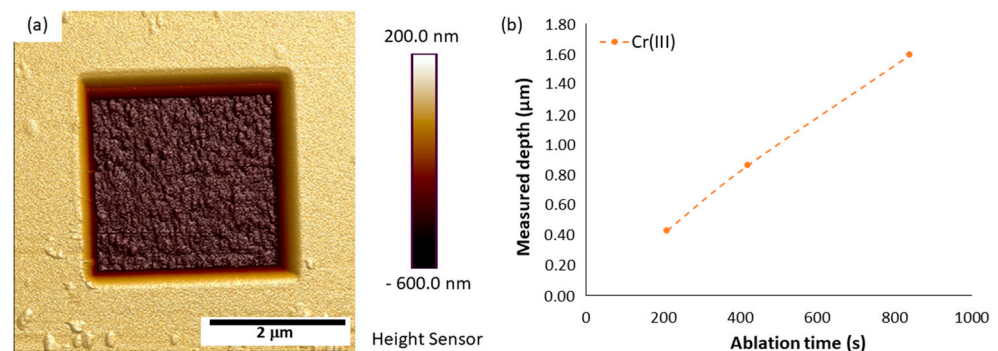 (a)
200.0 nm
- 600.0 nm
Height Sensor
2 µm
(b)
Cr(III)
Measured depth (µm)
1.80
1.60
1.40
1.20
1.00
0.80
0.60
0.40
0.20
0.00
0 200 400 600 800 1000
Ablation time (s)